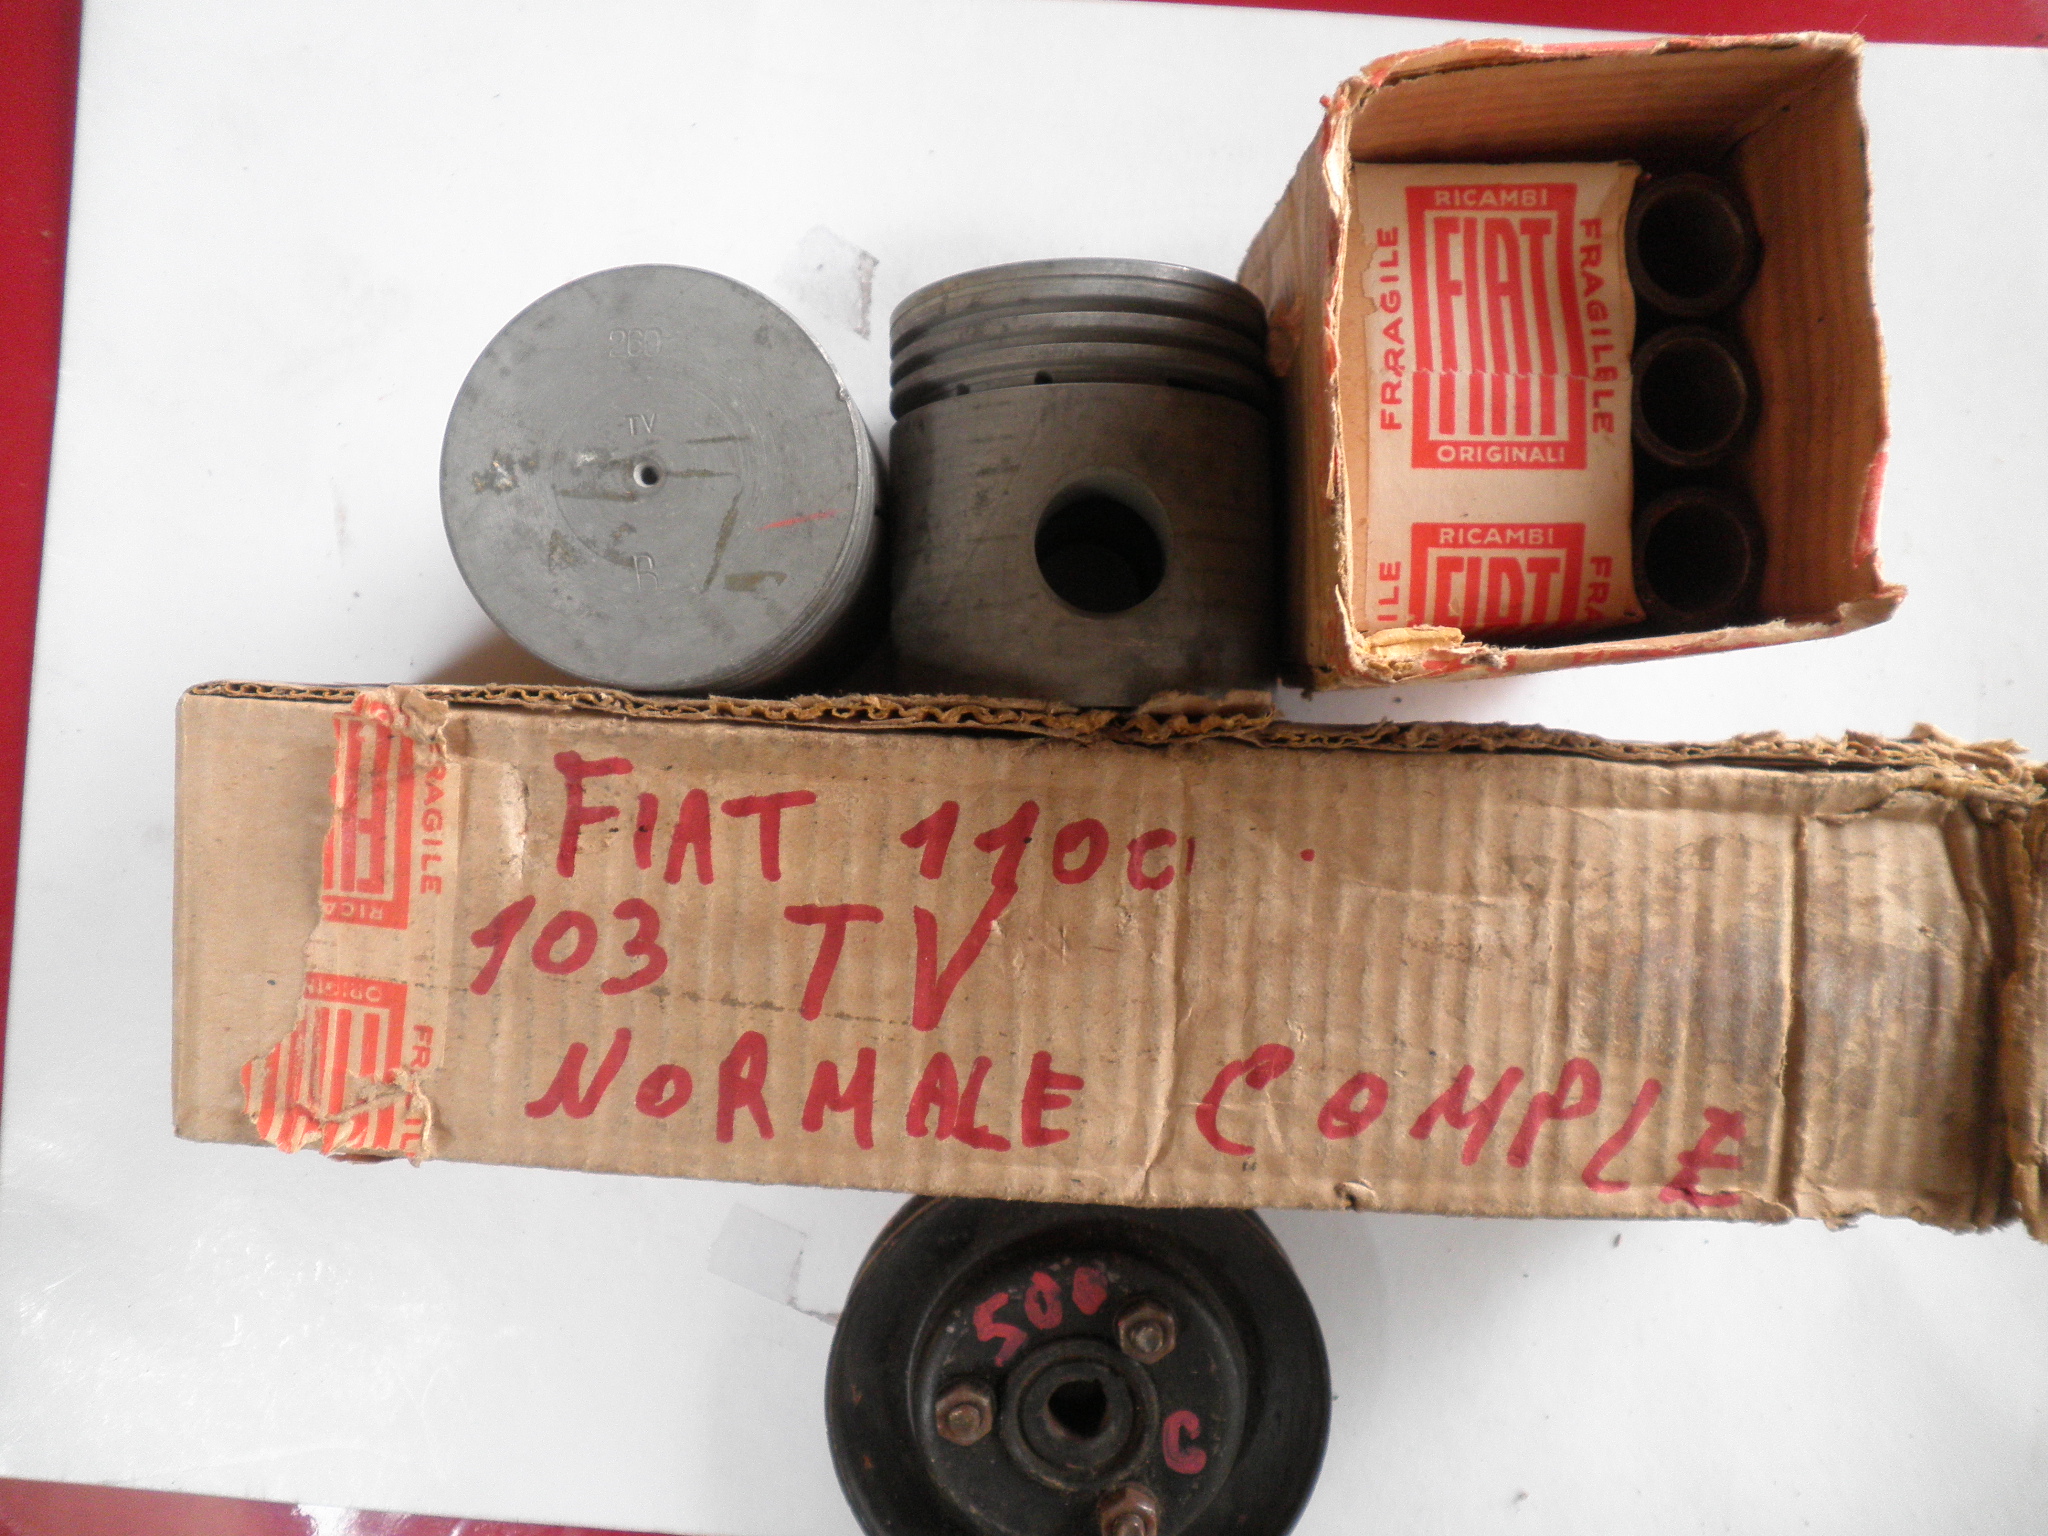 260
TV
R
RICAMBI
FIAT
ORIGINALI
FRAGILE
FRAGILE
RICAMBI
FIAT
FRAGILE
FIAT 1100
103 TV
NORMALE COMPLE
500
C